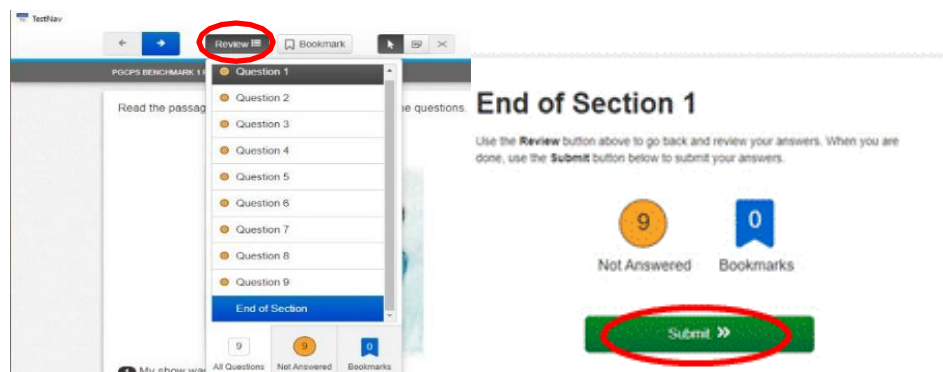 TestNav
Review
Bookmark
PGCPS BENCHMARK 1
Question 1
Read the passag
Question 2
e questions.
Question 3
Question 4
Question 5
Question 6
Question 7
Question 8
Question 9
End of Section
9
9
0
All Questions
Not Answered
Bookmarks
My show wa
End of Section 1
Use the Review button above to go back and review your answers. When you are
done, use the Submit button below to submit your answers.
9
0
Not Answered
Bookmarks
Submit